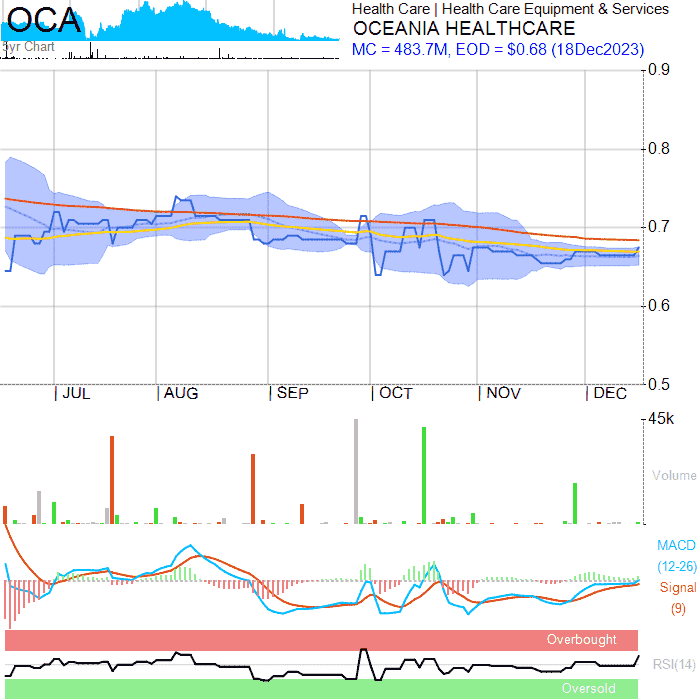 OCA
5yr Chart
Health Care | Health Care Equipment & Services
OCEANIA HEALTHCARE
MC = 483.7M, EOD = $0.68 (18Dec2023)
0.9
0.8
0.7
0.6
0.5
| JUL | AUG | SEP | OCT | NOV | DEC
45k
Volume
MACD
(12-26)
Signal
(9)
Overbought
RSI(14)
Oversold